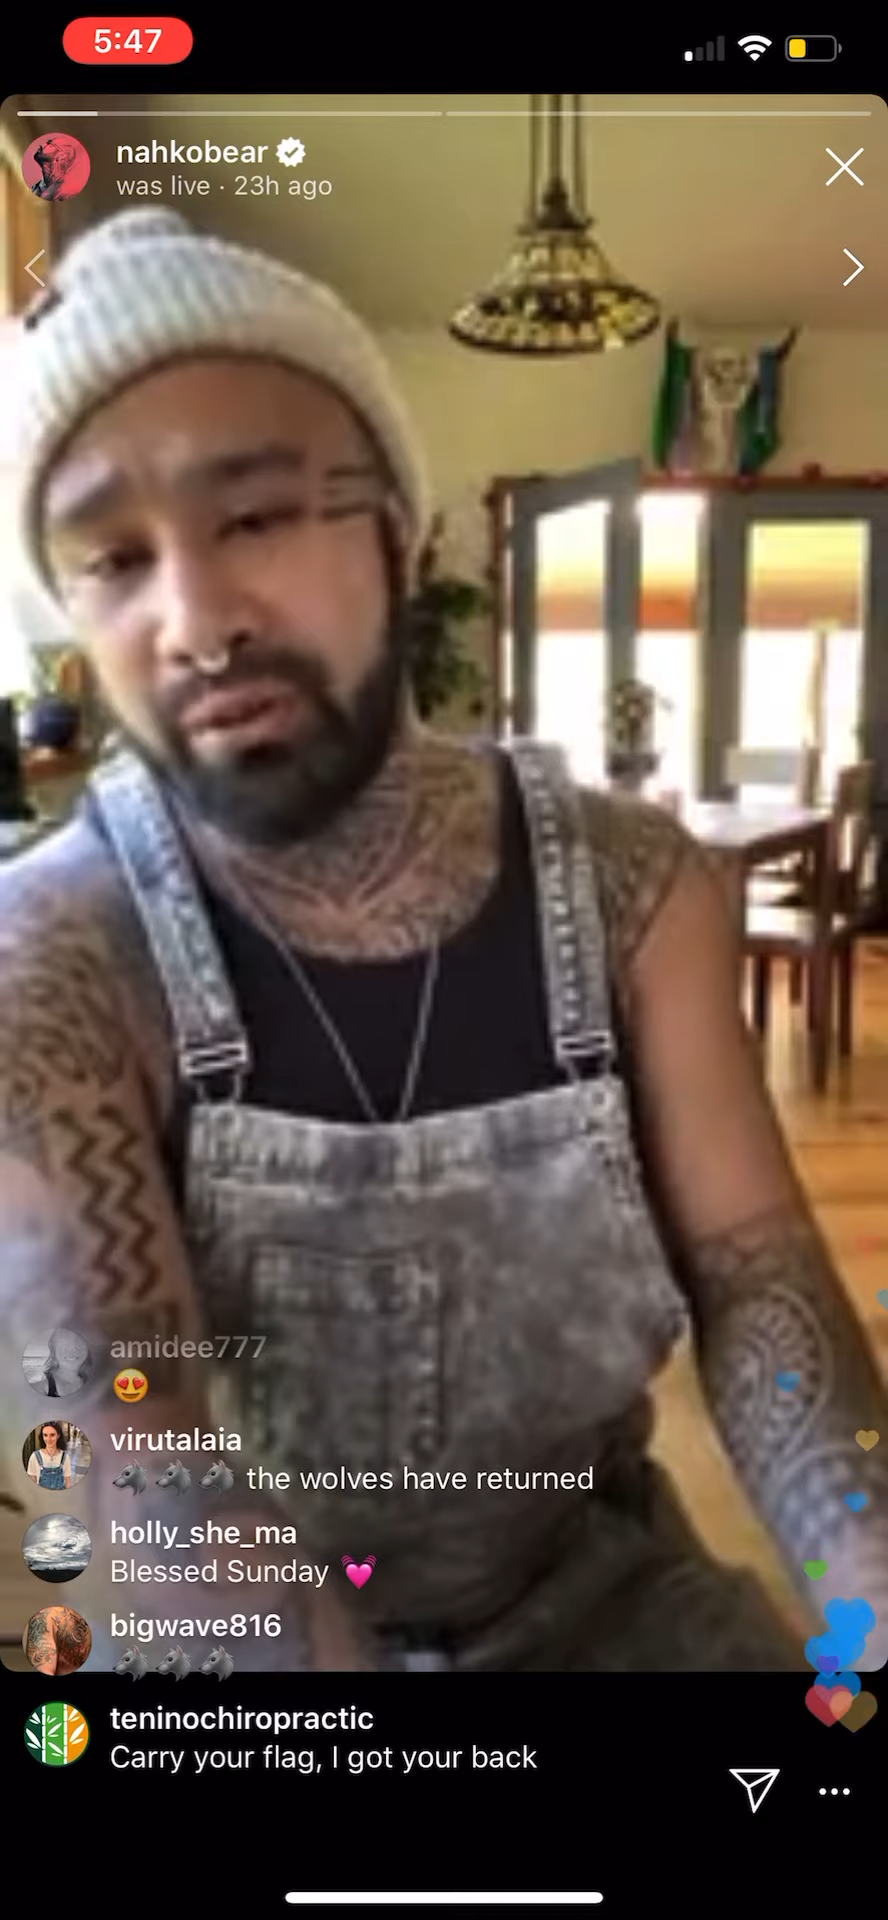 5:47
nahkobear
was live · 23h ago
amidee777
😍
virutalaia
🐺🐺🐺 the wolves have returned
holly_she_ma
Blessed Sunday 💓
bigwave816
🐺🐺🐺
teninochiropractic
Carry your flag, I got your back